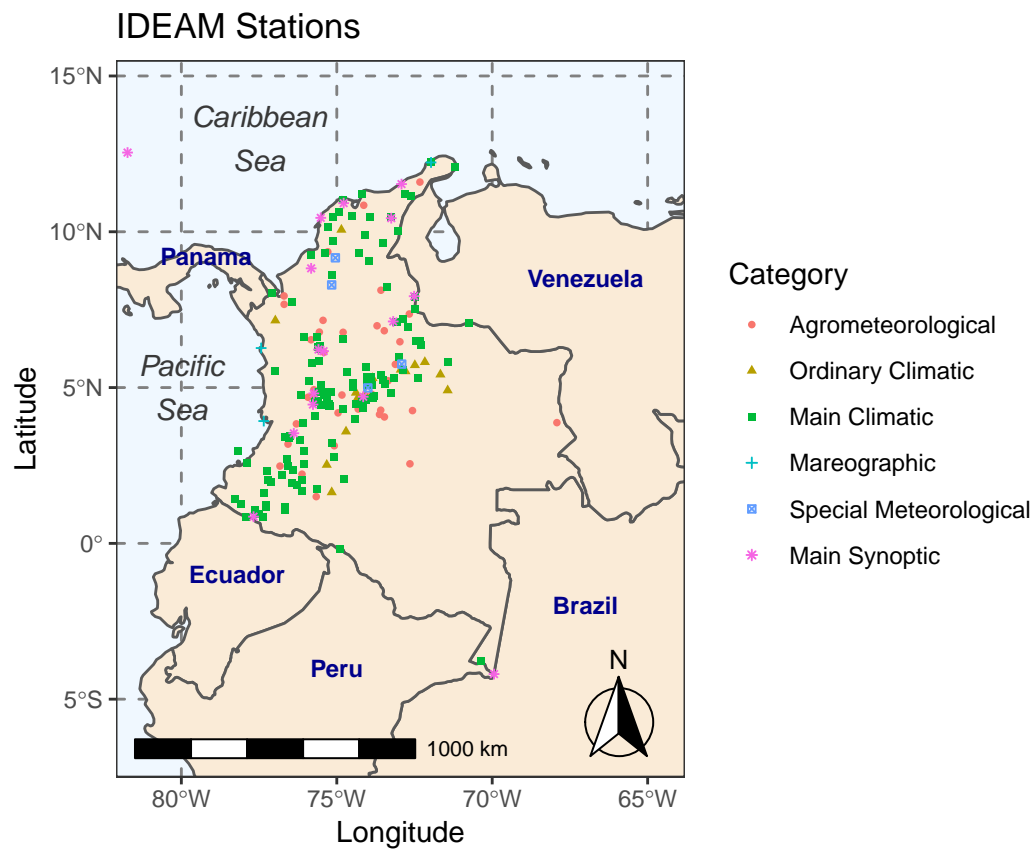 IDEAM Stations
15°N
10°N
5°N
0°
5°S
Latitude
Caribbean
Sea
Panama
Venezuela
Pacific
Sea
Ecuador
Brazil
Peru
N
1000 km
80°W
75°W
70°W
65°W
Longitude
Category
Agrometeorological
Ordinary Climatic
Main Climatic
Mareographic
Special Meteorological
Main Synoptic